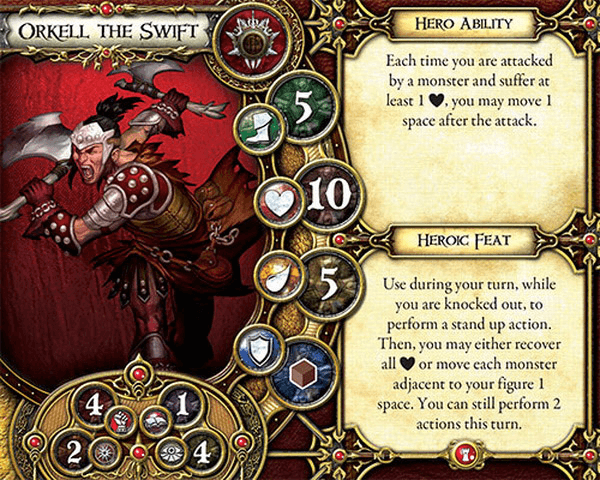 Orkell the Swift
5
10
5
4
1
2
4
Hero Ability
Each time you are attacked
by a monster and suffer at
least 1 ♥, you may move 1
space after the attack.
Heroic Feat
Use during your turn, while
you are knocked out, to
perform a stand up action.
Then, you may either recover
all ♥ or move each monster
adjacent to your figure 1
space. You can still perform 2
actions this turn.